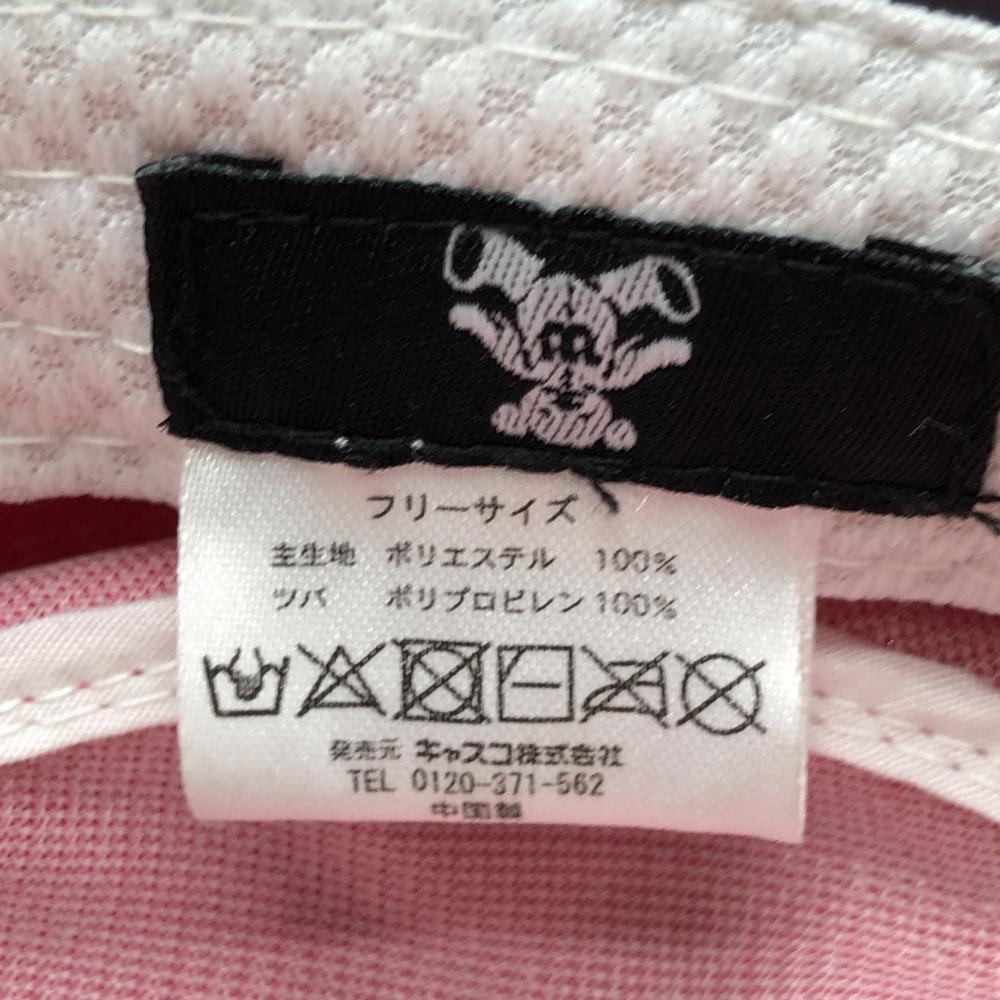 フリーサイズ
主生地 ポリエステル 100%
ツバ ポリプロピレン 100%
発売元 キャスコ株式会社
TEL 0120-371-562
中国製